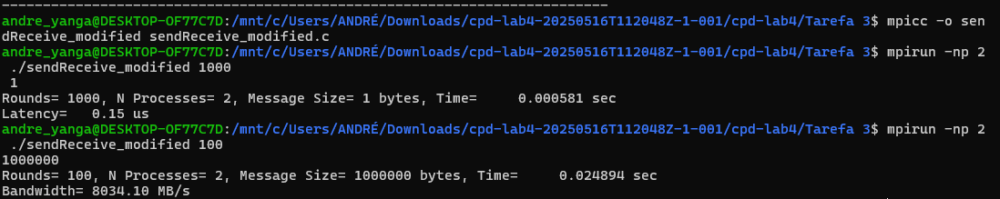 --------------------------------------------------------------------------
andre_yanga@DESKTOP-OF77C7D:/mnt/c/Users/ANDRÉ/Downloads/cpd-lab4-20250516T112048Z-1-001/cpd-lab4/Tarefa 3$ mpicc -o sen
dReceive_modified sendReceive_modified.c
andre_yanga@DESKTOP-OF77C7D:/mnt/c/Users/ANDRÉ/Downloads/cpd-lab4-20250516T112048Z-1-001/cpd-lab4/Tarefa 3$ mpirun -np 2
 ./sendReceive_modified 1000
 1
Rounds= 1000, N Processes= 2, Message Size= 1 bytes, Time=     0.000581 sec
Latency=   0.15 us
andre_yanga@DESKTOP-OF77C7D:/mnt/c/Users/ANDRÉ/Downloads/cpd-lab4-20250516T112048Z-1-001/cpd-lab4/Tarefa 3$ mpirun -np 2
 ./sendReceive_modified 100
1000000
Rounds= 100, N Processes= 2, Message Size= 1000000 bytes, Time=     0.024894 sec
Bandwidth= 8034.10 MB/s